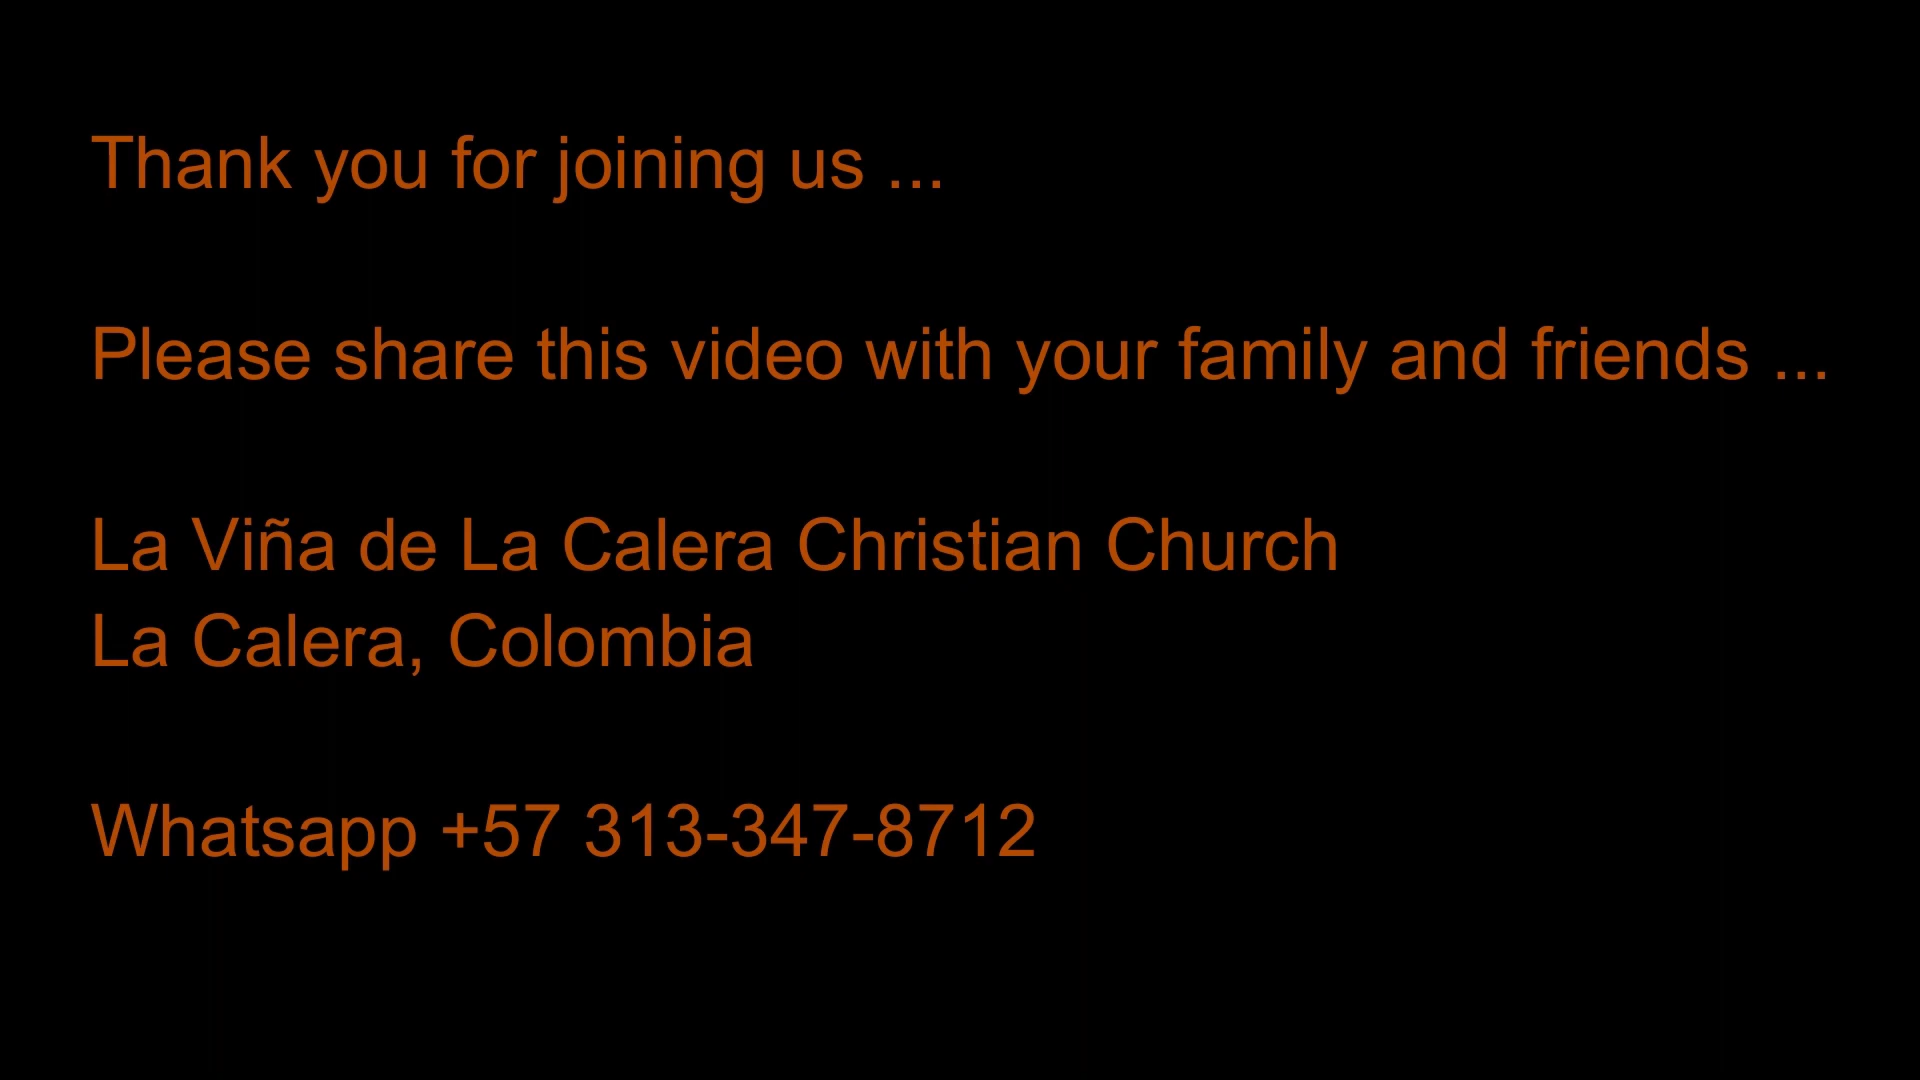 Thank you for joining us ...
Please share this video with your family and friends ...
La Viña de La Calera Christian Church
La Calera, Colombia
Whatsapp +57 313-347-8712